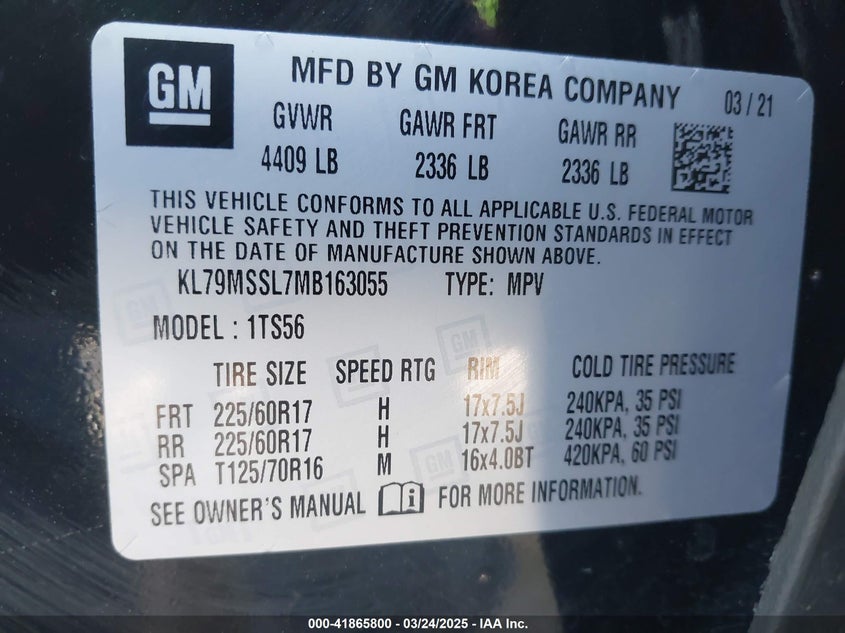 GM
MFD BY GM KOREA COMPANY 03 / 21
GVWR GAWR FRT GAWR RR
4409 LB 2336 LB 2336 LB
THIS VEHICLE CONFORMS TO ALL APPLICABLE U.S. FEDERAL MOTOR
VEHICLE SAFETY AND THEFT PREVENTION STANDARDS IN EFFECT
ON THE DATE OF MANUFACTURE SHOWN ABOVE.
KL79MSSL7MB163055 TYPE: MPV
MODEL : 1TS56
TIRE SIZE SPEED RTG RIM COLD TIRE PRESSURE
FRT 225/60R17 H 17x7.5J 240KPA, 35 PSI
RR 225/60R17 H 17x7.5J 240KPA, 35 PSI
SPA T125/70R16 M 16x4.0BT 420KPA, 60 PSI
SEE OWNER'S MANUAL FOR MORE INFORMATION.
000-41865800 - 03/24/2025 - IAA Inc.